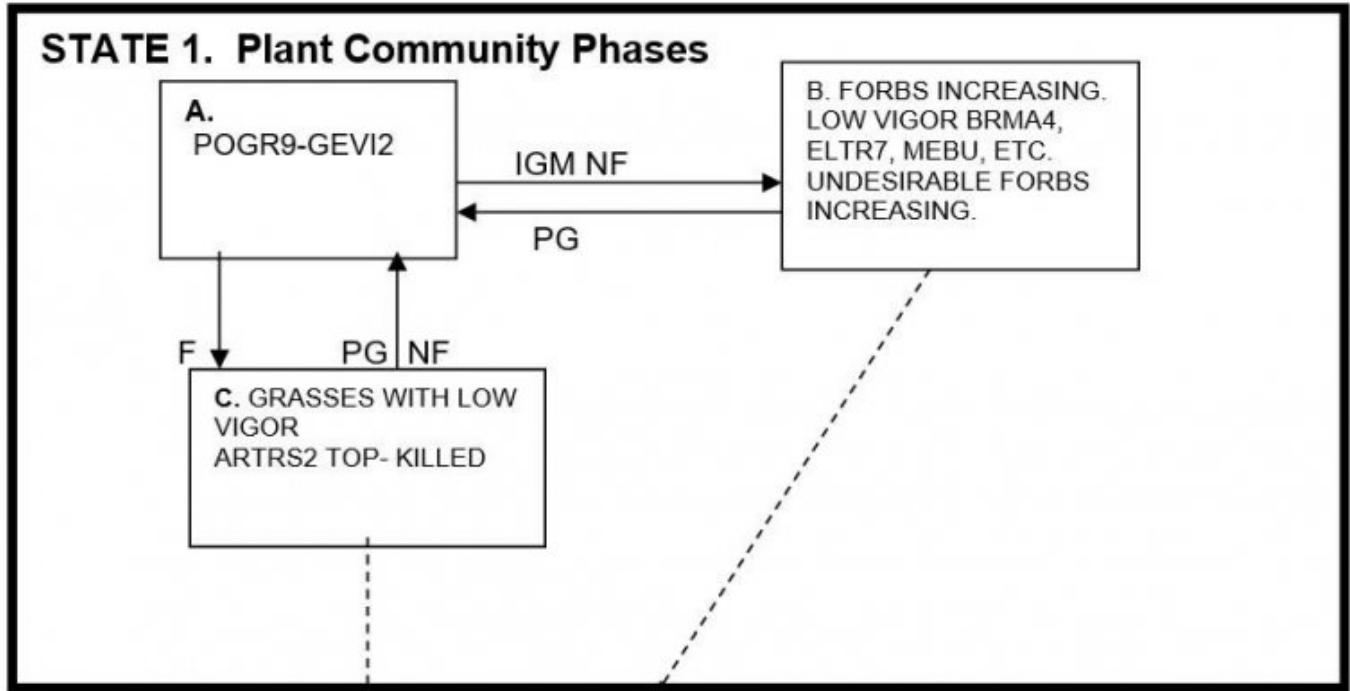 STATE 1. Plant Community Phases
A.
POGR9-GEVI2
IGM NF
PG
B. FORBS INCREASING.
LOW VIGOR BRMA4,
ELTR7, MEBU, ETC.
UNDESIRABLE FORBS
INCREASING.
F
PG NF
C. GRASSES WITH LOW
VIGOR
ARTRS2 TOP- KILLED